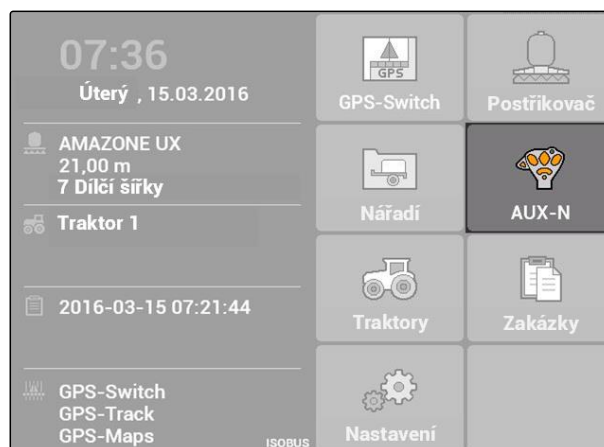 07:36
Úterý , 15.03.2016
AMAZONE UX
21,00 m
7 Dílčí šířky
Traktor 1
2016-03-15 07:21:44
GPS-Switch
GPS-Track
GPS-Maps
ISOBUS
GPS
GPS-Switch
Postřikovač
Nářadí
AUX-N
Traktory
Zakázky
Nastavení